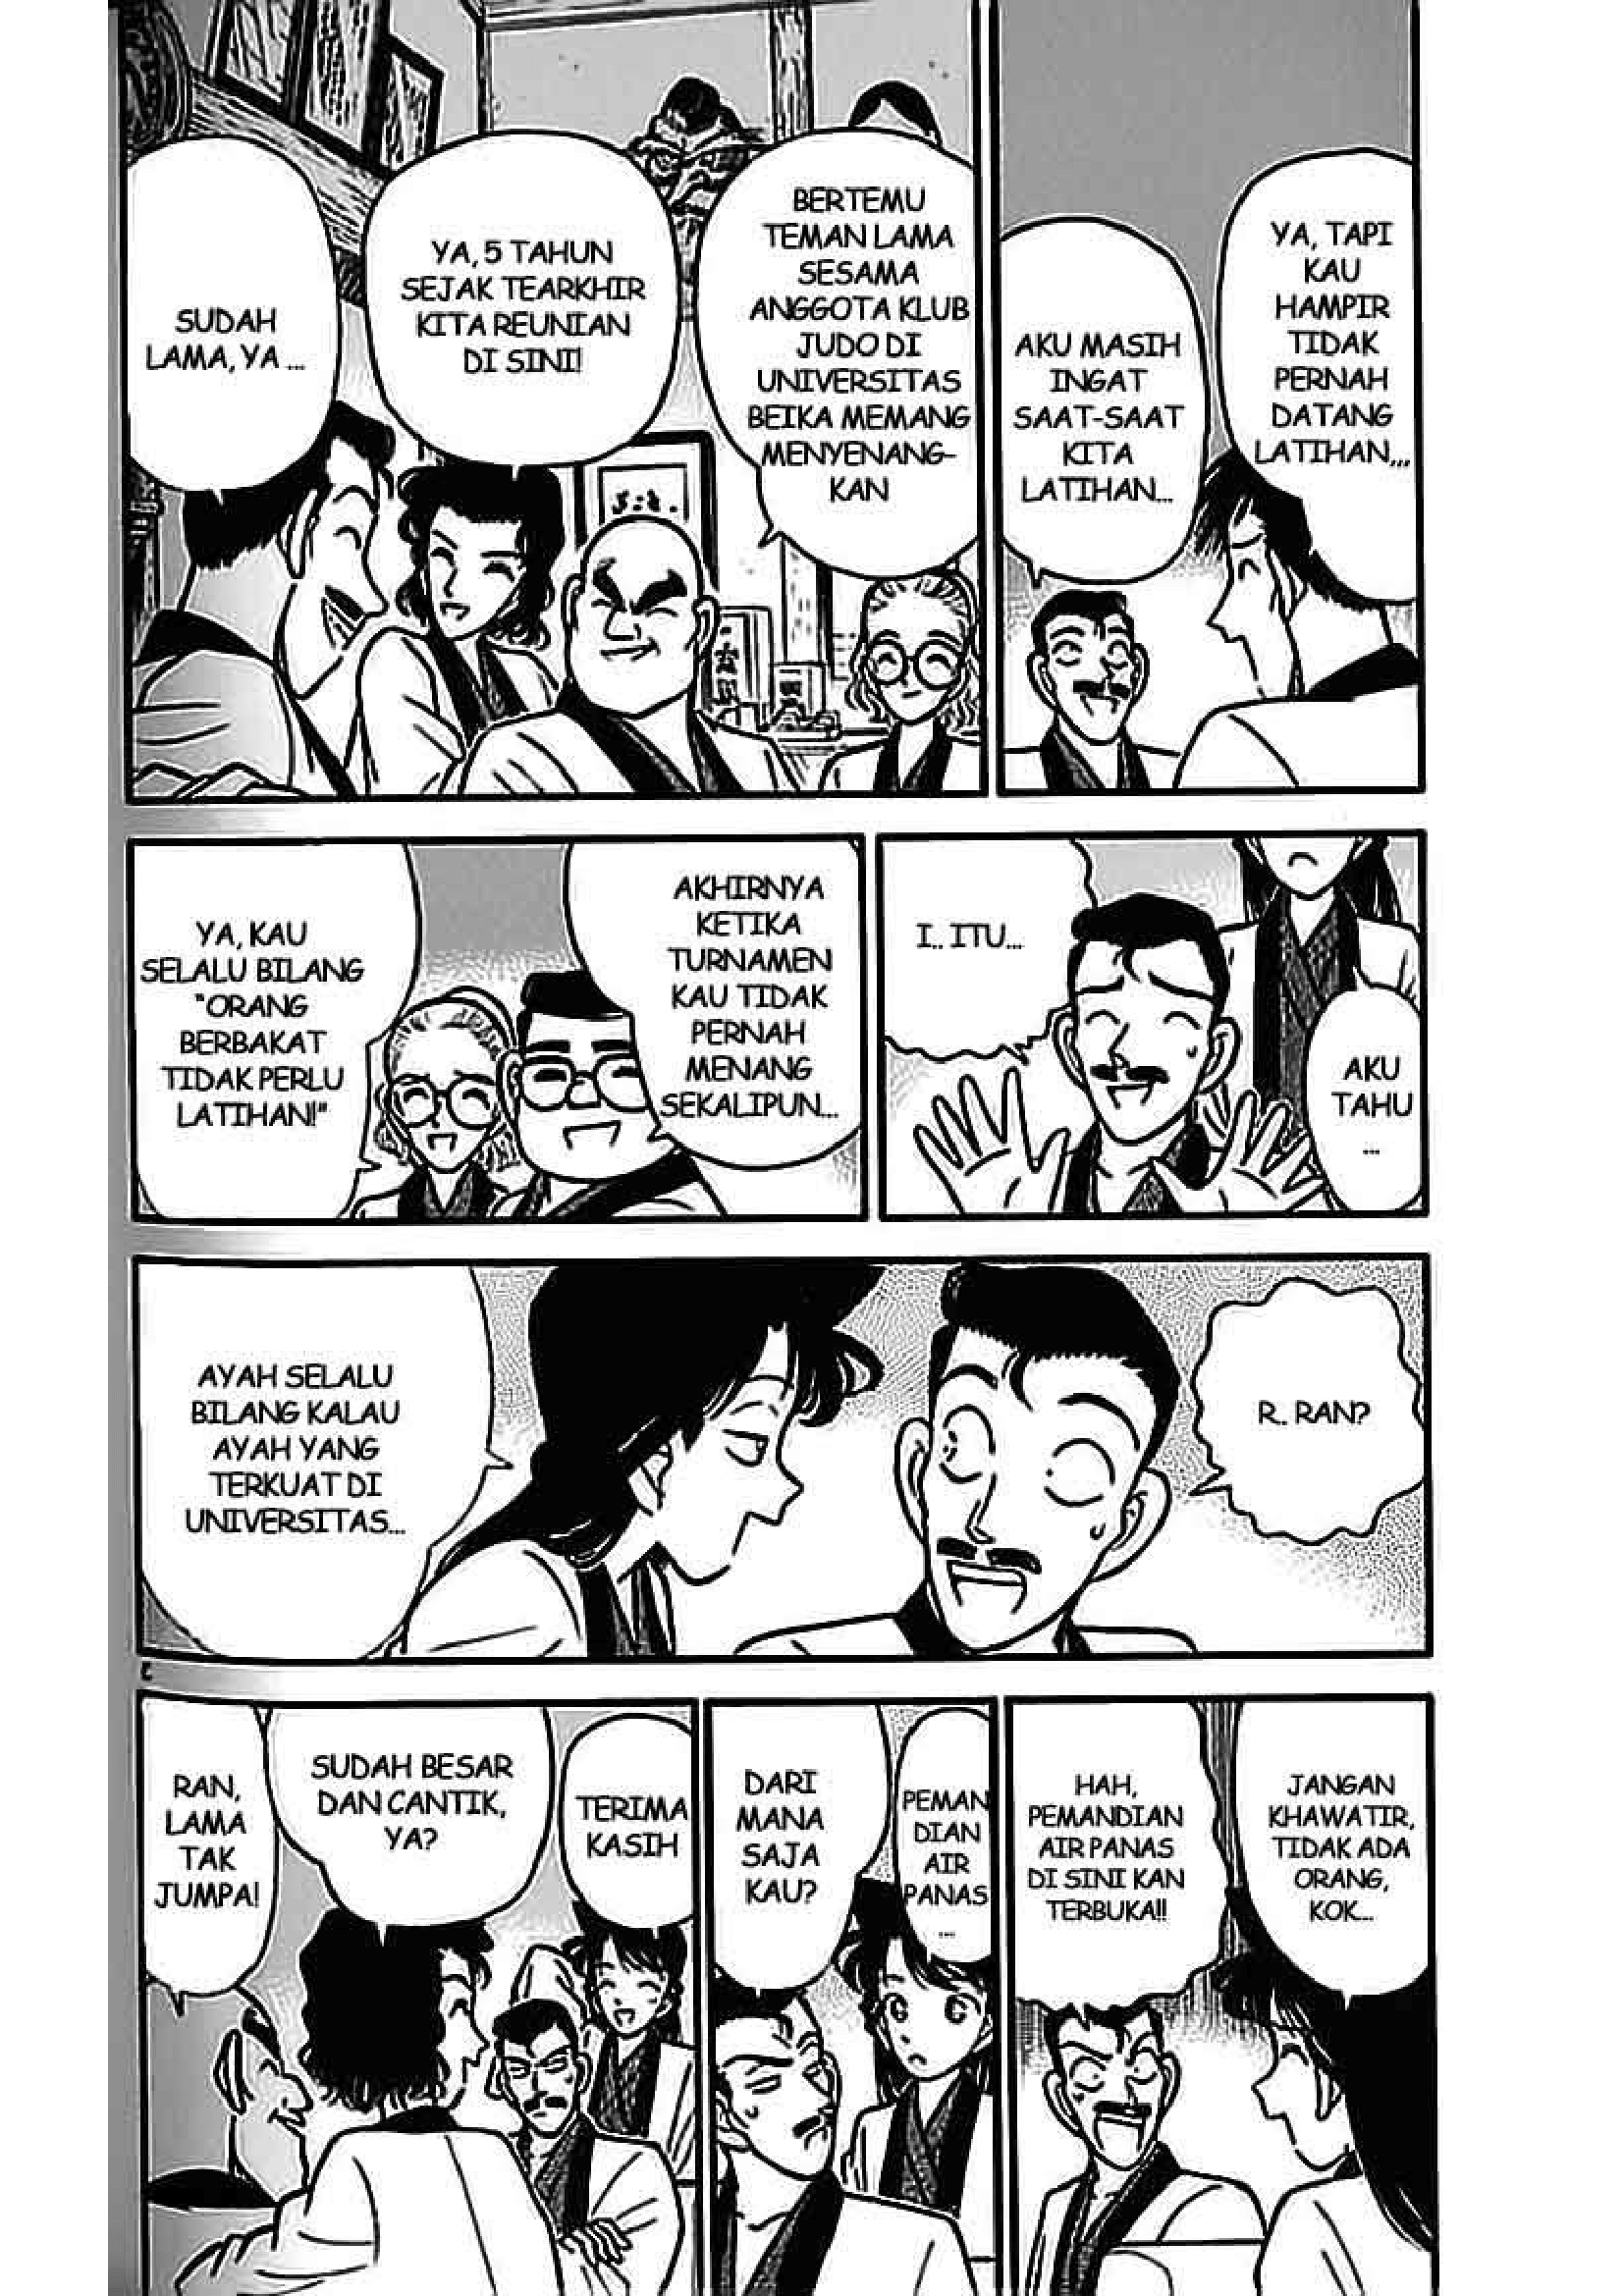 SUDAH
LAMA, YA ...
YA, 5 TAHUN
SEJAK TEARKHIR
KITA REUNIAN
DI SINI!
BERTEMU
TEMAN LAMA
SESAMA
ANGGOTA KLUB
JUDO DI
UNIVERSITAS
BEIKA MEMANG
MENYENANG-
KAN
AKU MASIH
INGAT
SAAT-SAAT
KITA
LATIHAN...
YA, TAPI
KAU
HAMPIR
TIDAK
PERNAH
DATANG
LATIHAN,,,
YA, KAU
SELALU BILANG
"ORANG
BERBAKAT
TIDAK PERLU
LATIHAN!"
AKHIRNYA
KETIKA
TURNAMEN
KAU TIDAK
PERNAH
MENANG
SEKALIPUN...
I.. ITU...
AKU
TAHU
...
AYAH SELALU
BILANG KALAU
AYAH YANG
TERKUAT DI
UNIVERSITAS...
R.. RAN?
RAN,
LAMA
TAK
JUMPA!
SUDAH BESAR
DAN CANTIK,
YA?
TERIMA
KASIH
DARI
MANA
SAJA
KAU?
PEMAN
DIAN
AIR
PANAS
...
HAH,
PEMANDIAN
AIR PANAS
DI SINI KAN
TERBUKA!!
JANGAN
KHAWATIR,
TIDAK ADA
ORANG,
KOK...